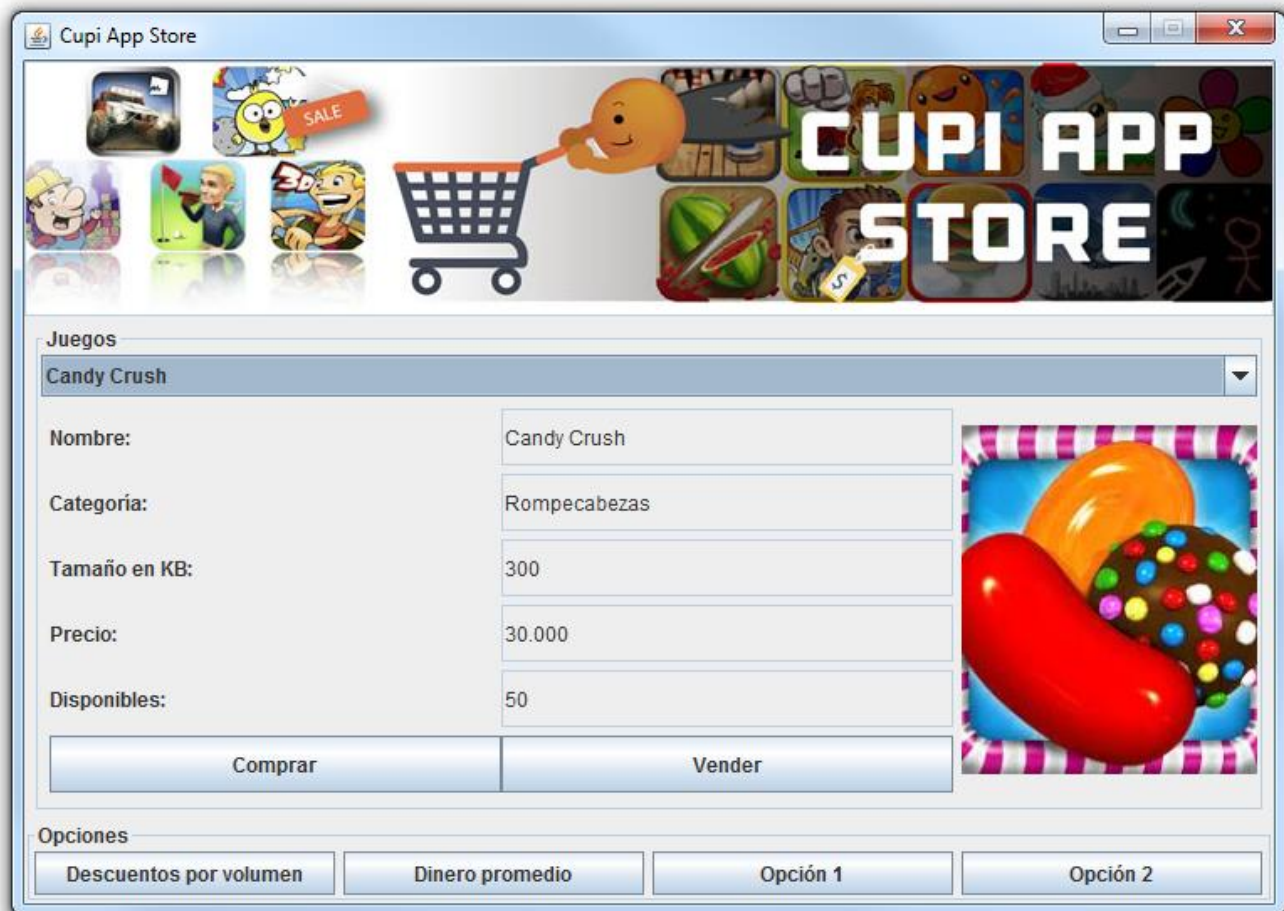 Cupi App Store
SALE
3D
CUPI APP
STORE
$
Juegos
Candy Crush
Nombre:
Candy Crush
Categoría:
Rompecabezas
Tamaño en KB:
300
Precio:
30.000
Disponibles:
50
Comprar
Vender
Opciones
Descuentos por volumen
Dinero promedio
Opción 1
Opción 2